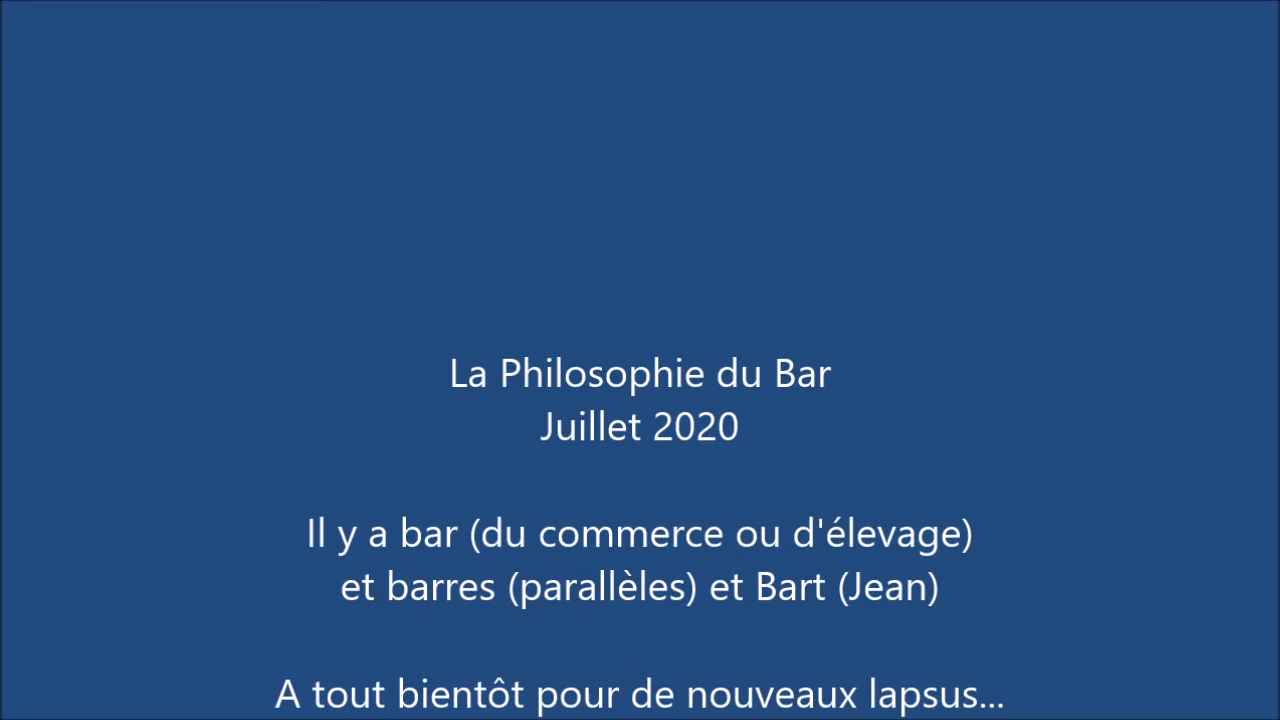 La Philosophie du Bar
Juillet 2020
Il y a bar (du commerce ou d'élevage)
et barres (parallèles) et Bart (Jean)
A tout bientôt pour de nouveaux lapsus...